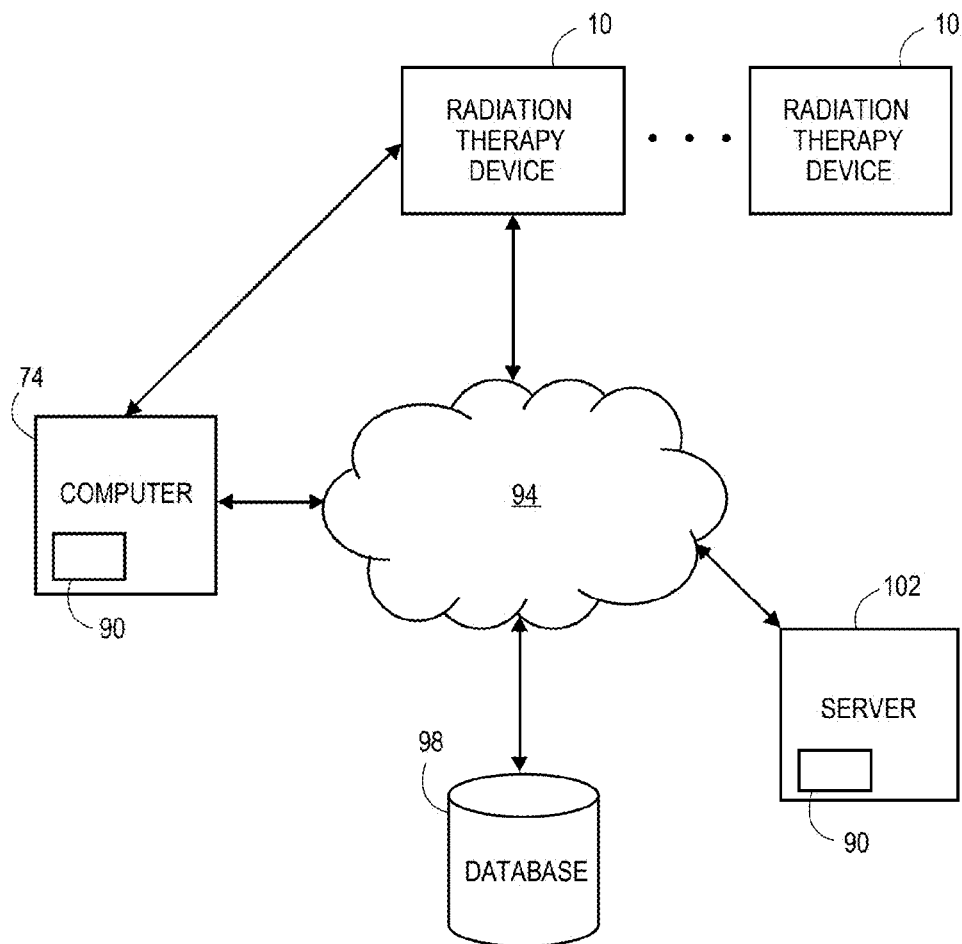 10
10
RADIATION
THERAPY
DEVICE
RADIATION
THERAPY
DEVICE
74
COMPUTER
90
94
102
SERVER
90
98
DATABASE